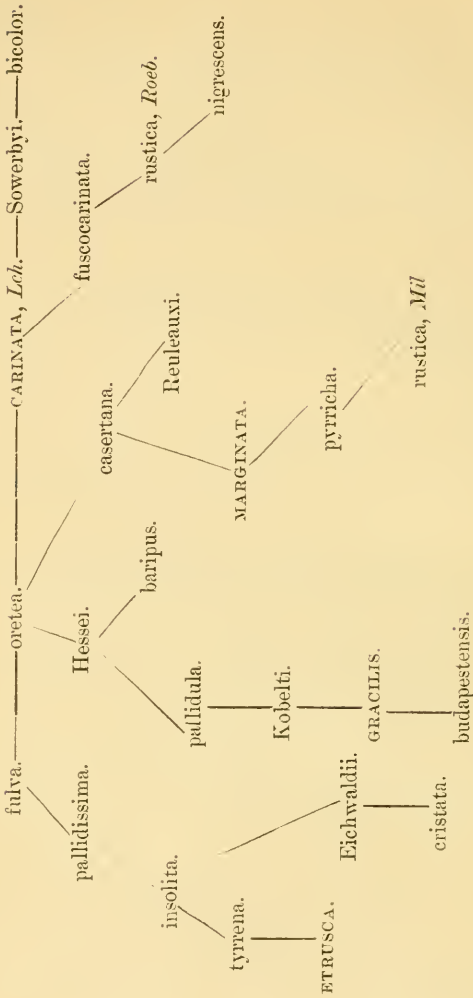 fulva. oretea. CARINATA, Lch. Sowerbyi. bicolor.
pallidissima. Hessei. fuscocarinata.
casertana.
baripus. rustica, Roeb.
insolita. Reuleauxi.
pallidula.
tyrrena. MARGINATA. nigrescens.
Kobelti.
ETRUSCA. pyrricha.
Eichwaldii. GRACILIS.
rustica, Mil
cristata. budapestensis.